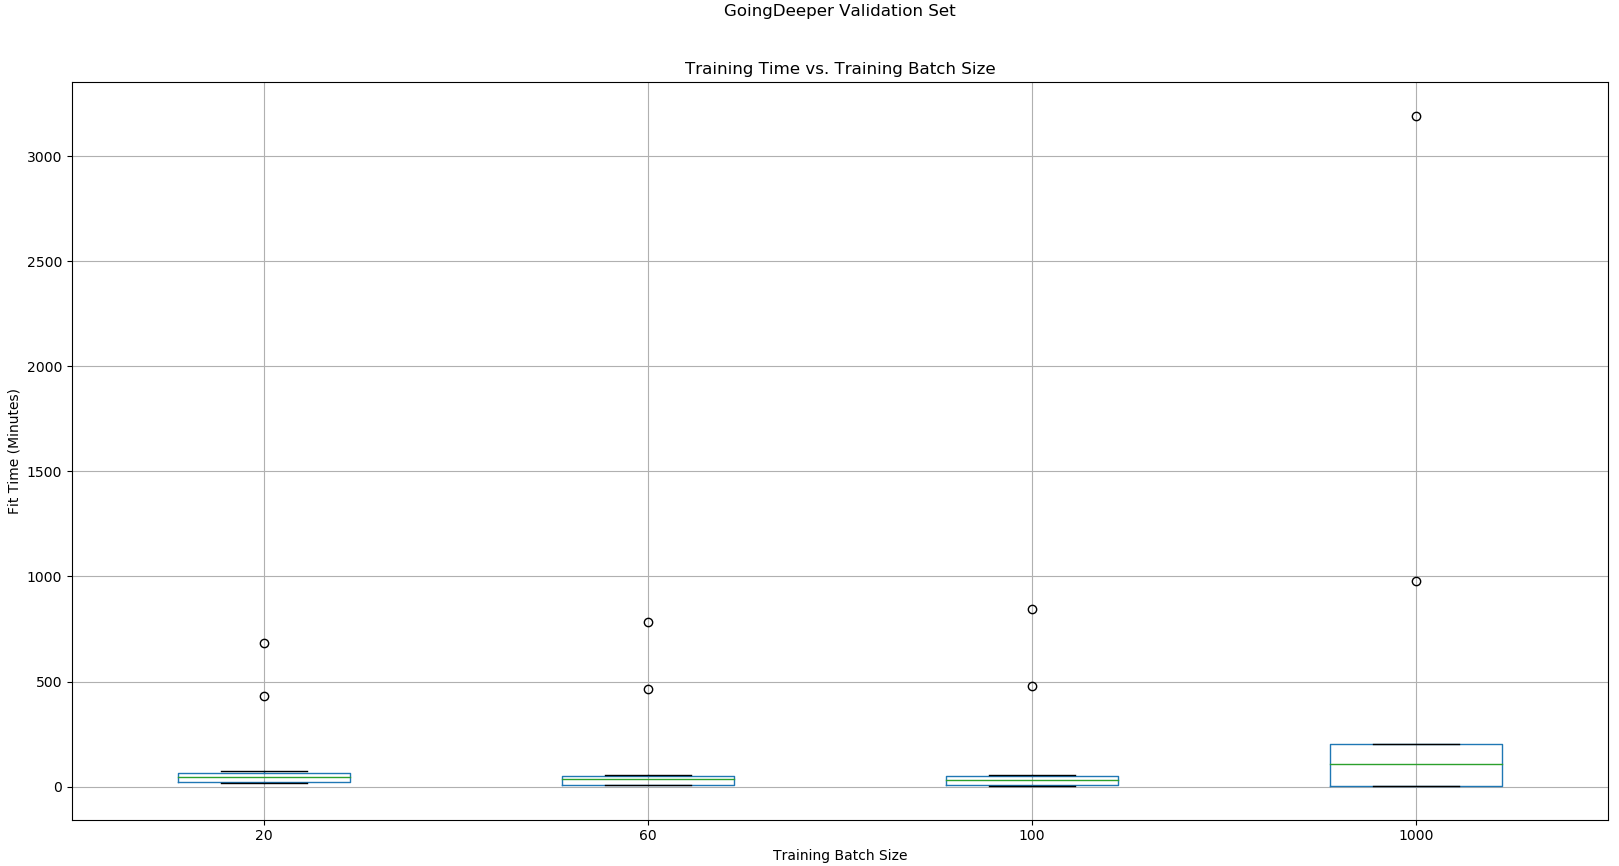 GoingDeeper Validation Set
Training Time vs. Training Batch Size
Fit Time (Minutes)
3000
2500
2000
1500
1000
500
0
20 60 100 1000
Training Batch Size